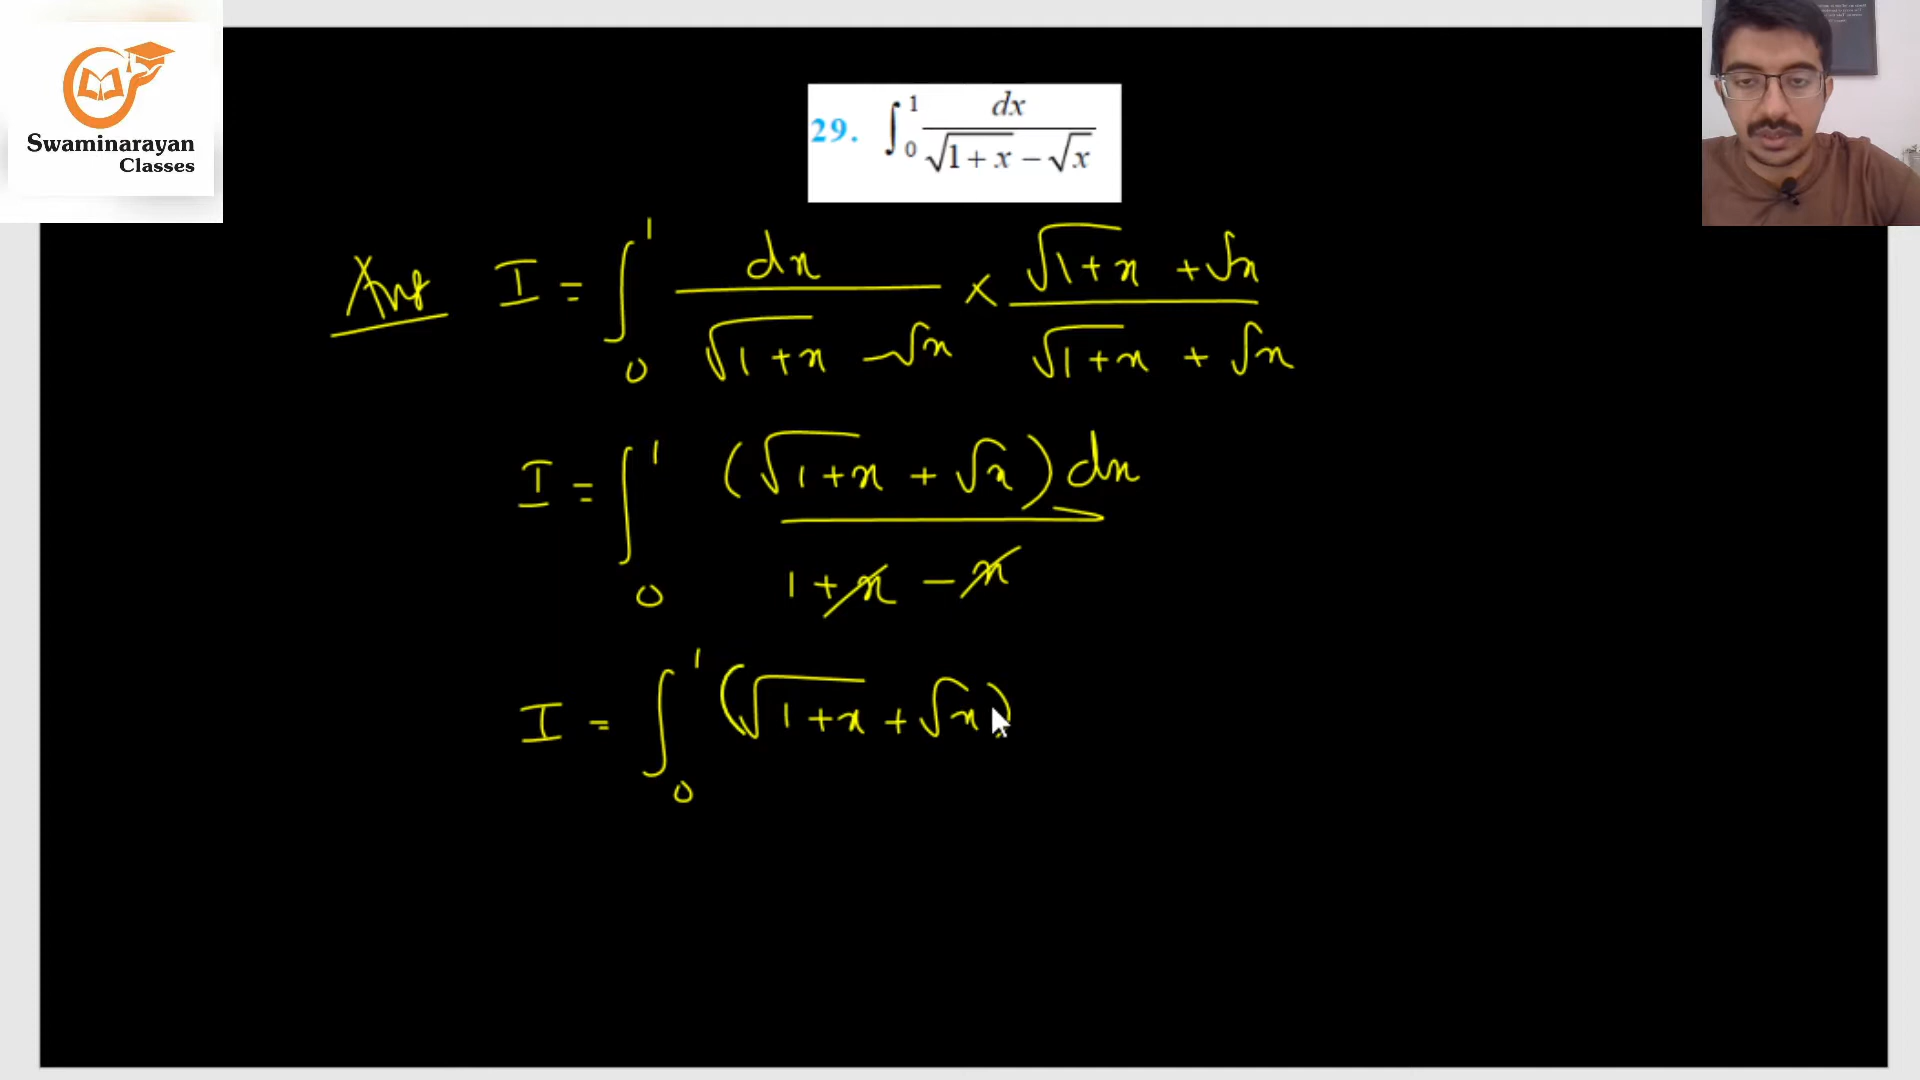 Swaminarayan
Classes
29. ∫₀¹ dx / (√(1+x) − √x)
Ans I = ∫₀¹ dx / (√(1+x) − √x) × (√(1+x) + √x) / (√(1+x) + √x)
I = ∫₀¹ (√(1+x) + √x) dx / (1 + x − x)
I = ∫₀¹ (√(1+x) + √x)